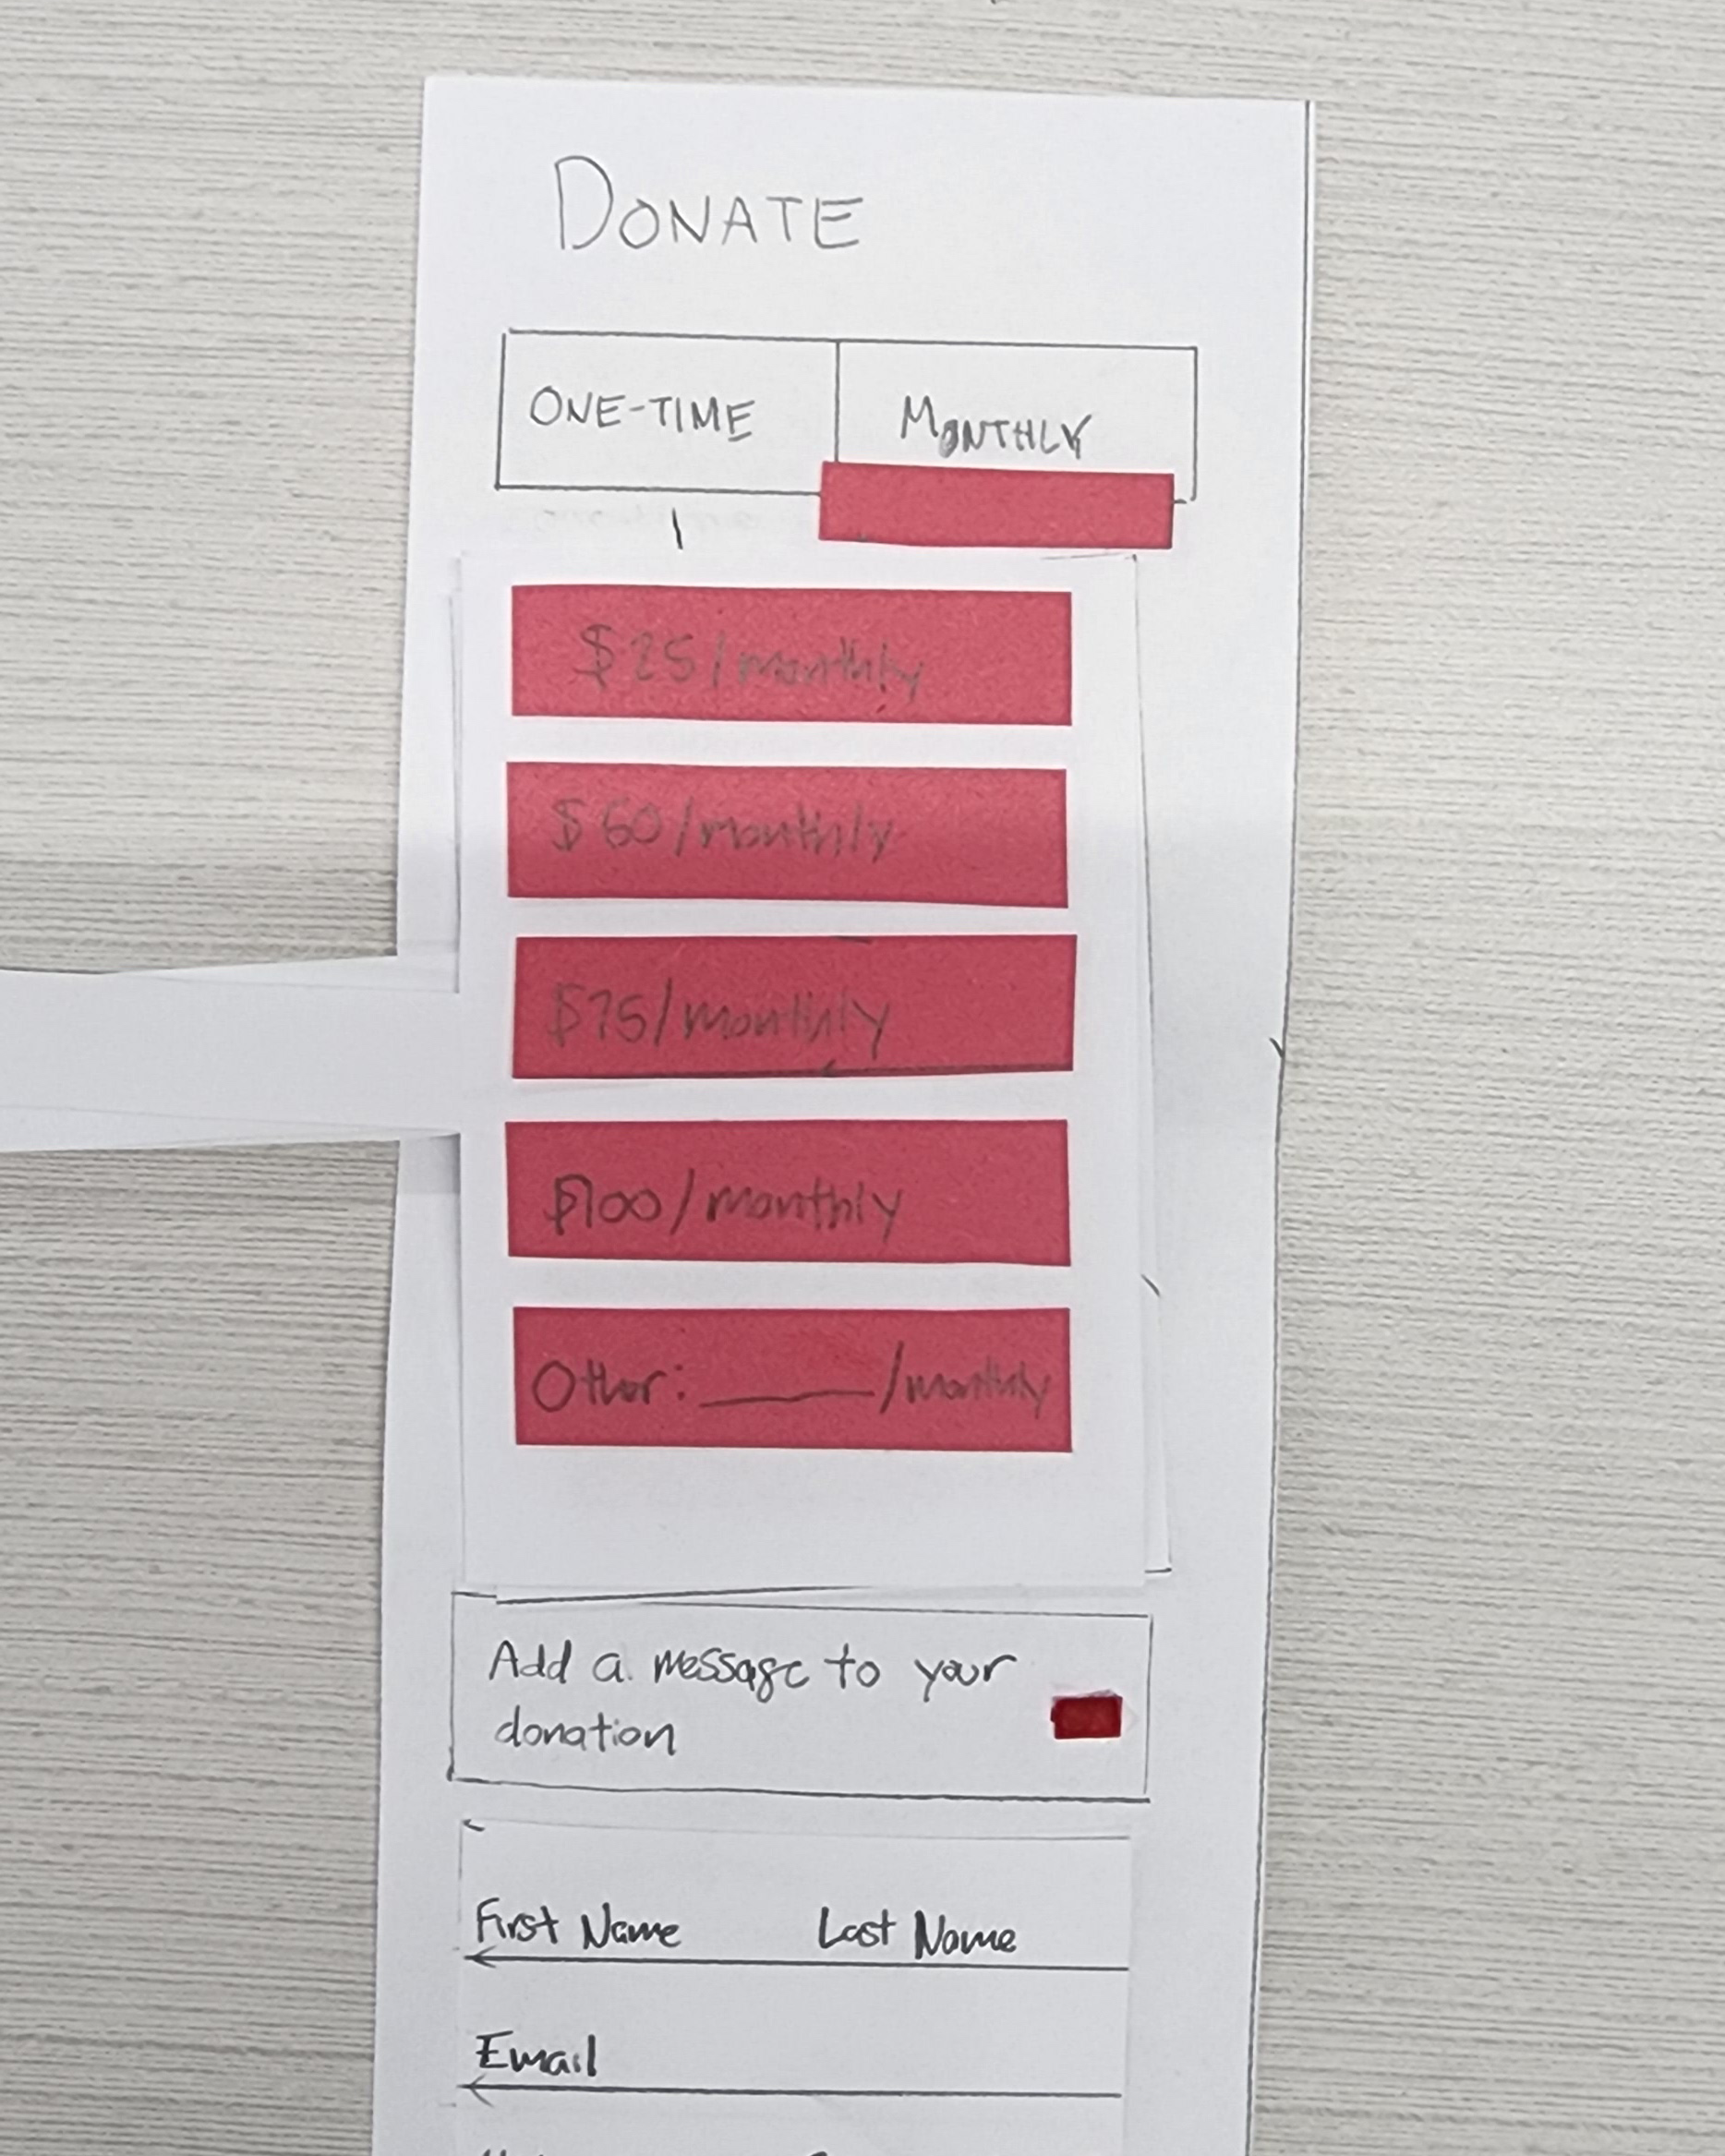 DONATE
ONE-TIME MONTHLY
$25/monthly
$60/monthly
$75/monthly
$100/monthly
Other: ______/monthly
Add a message to your
donation
First Name Last Name
Email